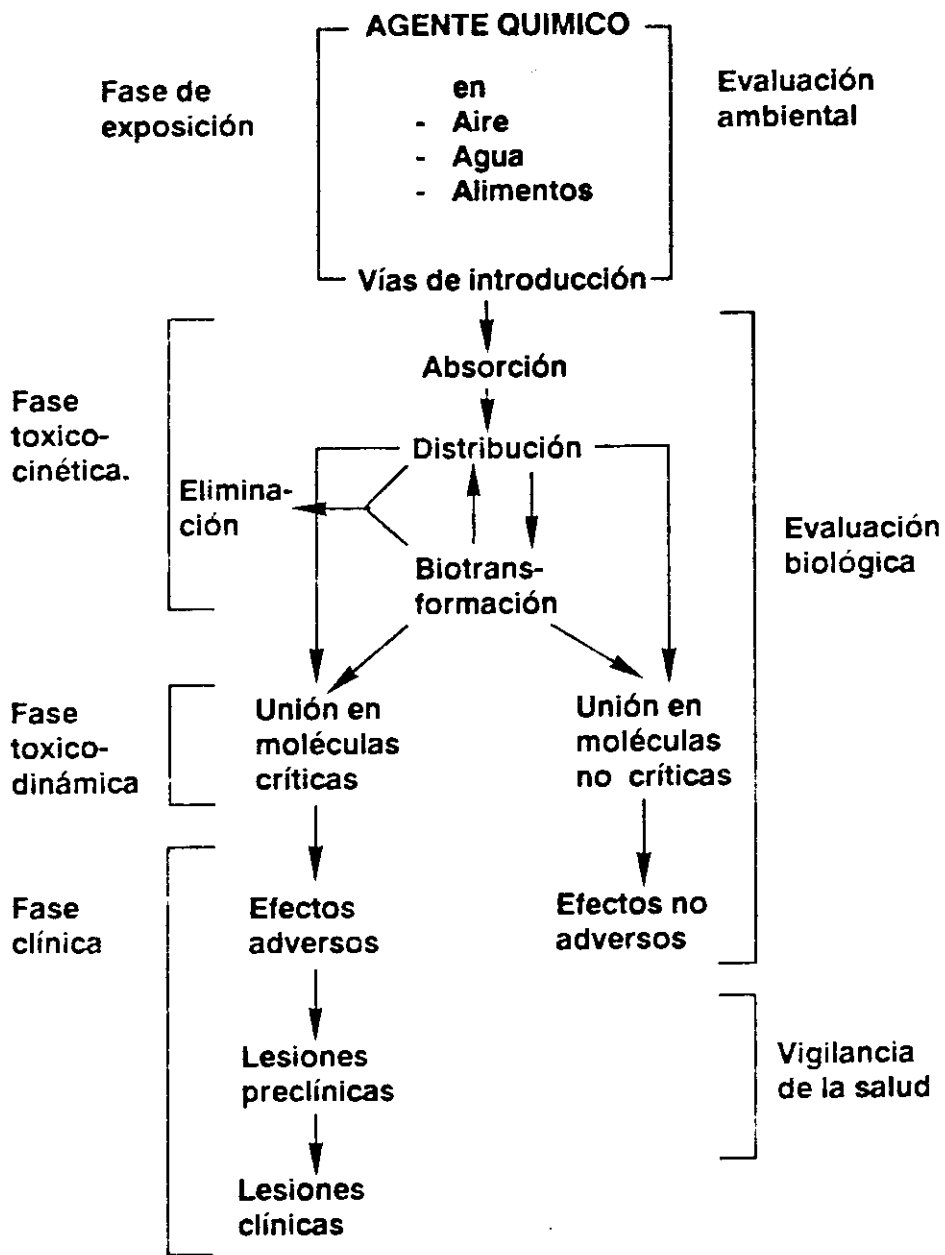 AGENTE QUIMICO
Fase de
exposición
en
- Aire
- Agua
- Alimentos
Evaluación
ambiental
Vías de introducción
Absorción
Fase
toxico-
cinética.
Distribución
Elimina-
ción
Biotrans-
formación
Evaluación
biológica
Fase
toxico-
dinámica
Unión en
moléculas
críticas
Unión en
moléculas
no críticas
Fase
clínica
Efectos
adversos
Efectos no
adversos
Lesiones
preclínicas
Vigilancia
de la salud
Lesiones
clínicas